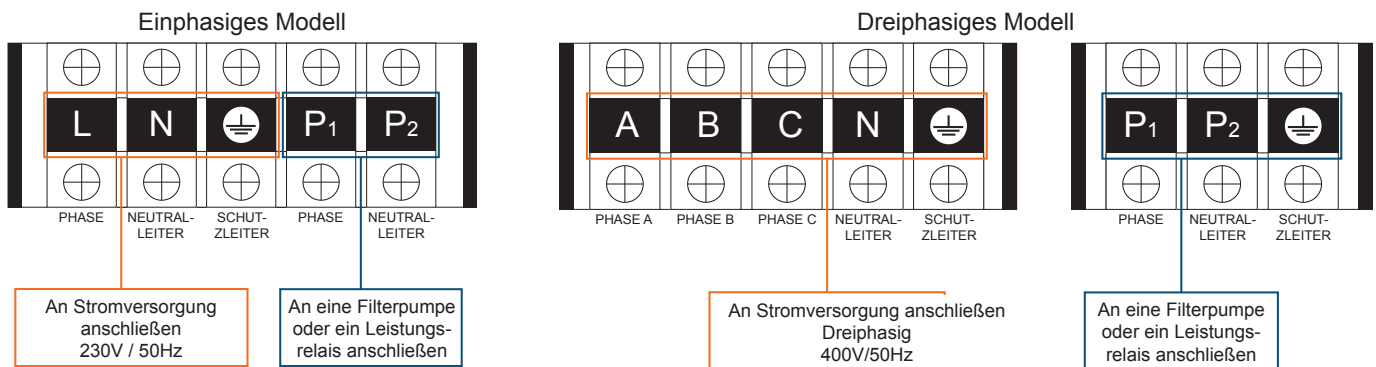 Einphasiges Modell
L N P1 P2
PHASE NEUTRAL-LEITER SCHUT-ZLEITER PHASE NEUTRAL-LEITER
An Stromversorgung
anschließen
230V / 50Hz
An eine Filterpumpe
oder ein Leistungs-
relais anschließen
Dreiphasiges Modell
A B C N
PHASE A PHASE B PHASE C NEUTRAL-LEITER SCHUT-ZLEITER
An Stromversorgung anschließen
Dreiphasig
400V/50Hz
P1 P2
PHASE NEUTRAL-LEITER SCHUT-ZLEITER
An eine Filterpumpe
oder ein Leistungs-
relais anschließen